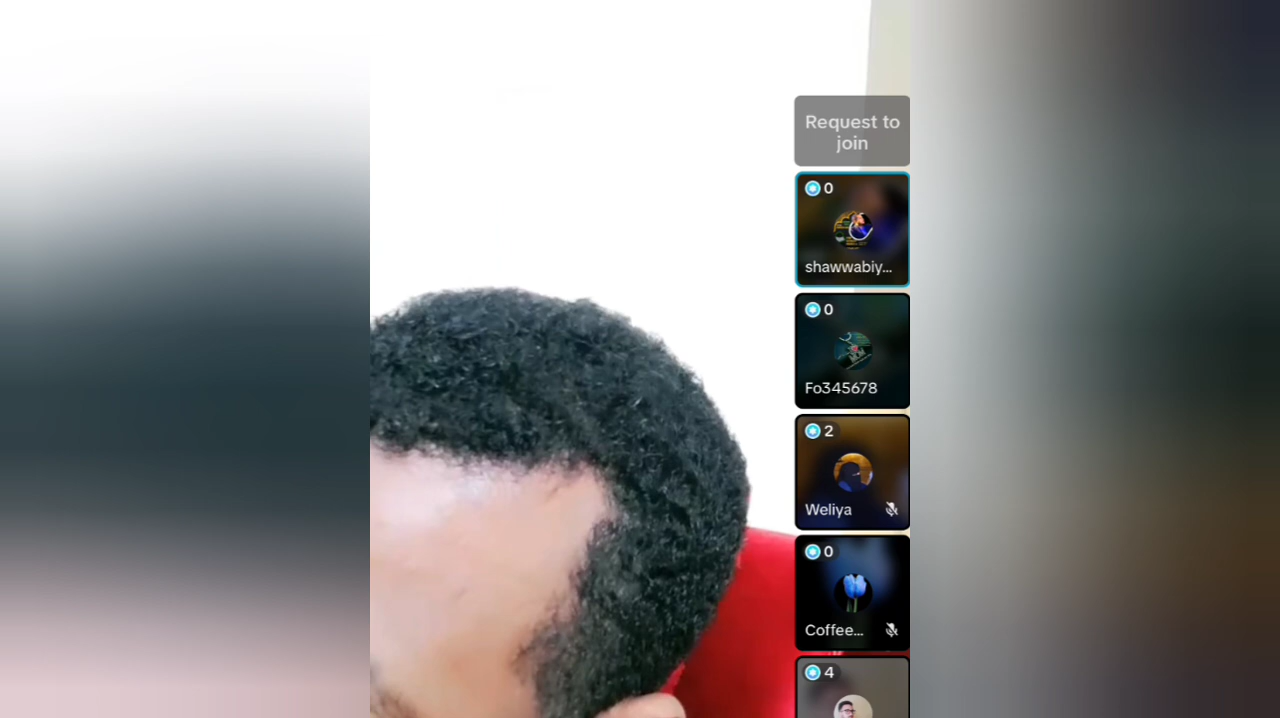 Request to
join
0
shawwabiy...
0
Fo345678
2
Weliya
0
Coffee...
4